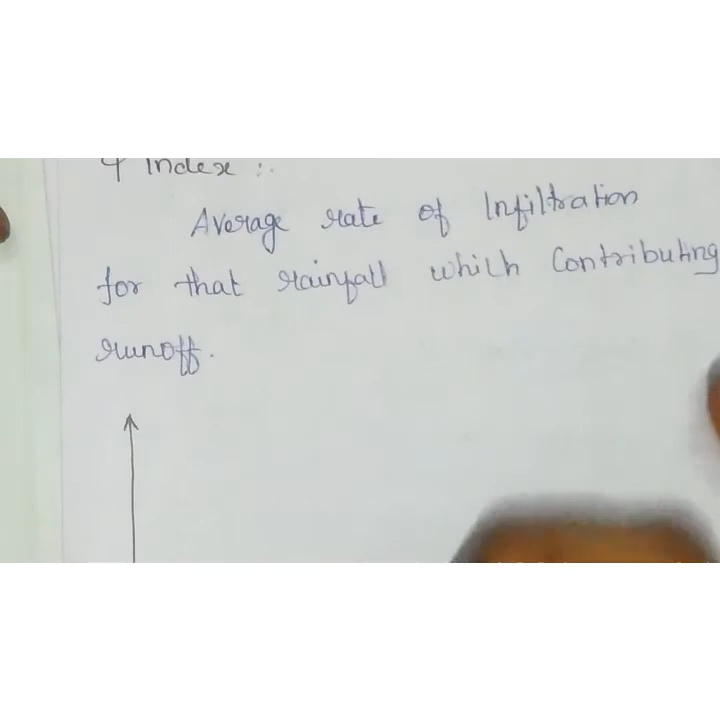 Index :.
Average rate of Infiltration
for that rainfall which Contributing
runoff.